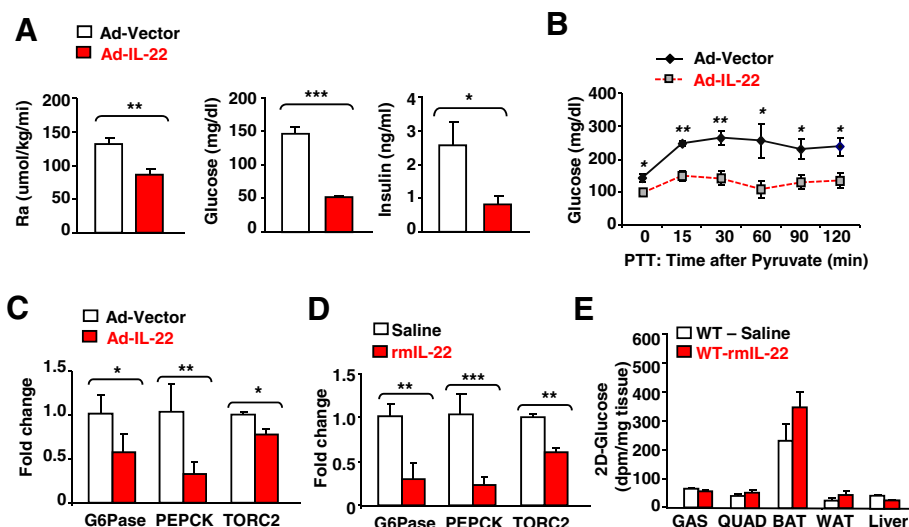 A
Ad-Vector
Ad-IL-22
Ra (umol/kg/mi)
200
150
100
50
0
**
Glucose (mg/dl)
200
150
100
50
0
***
Insulin (ng/ml)
4
3
2
1
0
*
B
Ad-Vector
Ad-IL-22
Glucose (mg/dl)
400
300
200
100
0
* ** ** * * *
0 15 30 60 90 120
PTT: Time after Pyruvate (min)
C
Ad-Vector
Ad-IL-22
Fold change
1.5
1.0
0.5
0
* ** *
G6Pase PEPCK TORC2
D
Saline
rmIL-22
Fold change
1.5
1.0
0.5
0
** *** **
G6Pase PEPCK TORC2
E
WT – Saline
WT-rmIL-22
2D-Glucose
(dpm/mg tissue)
600
500
400
300
200
100
0
GAS QUAD BAT WAT Liver